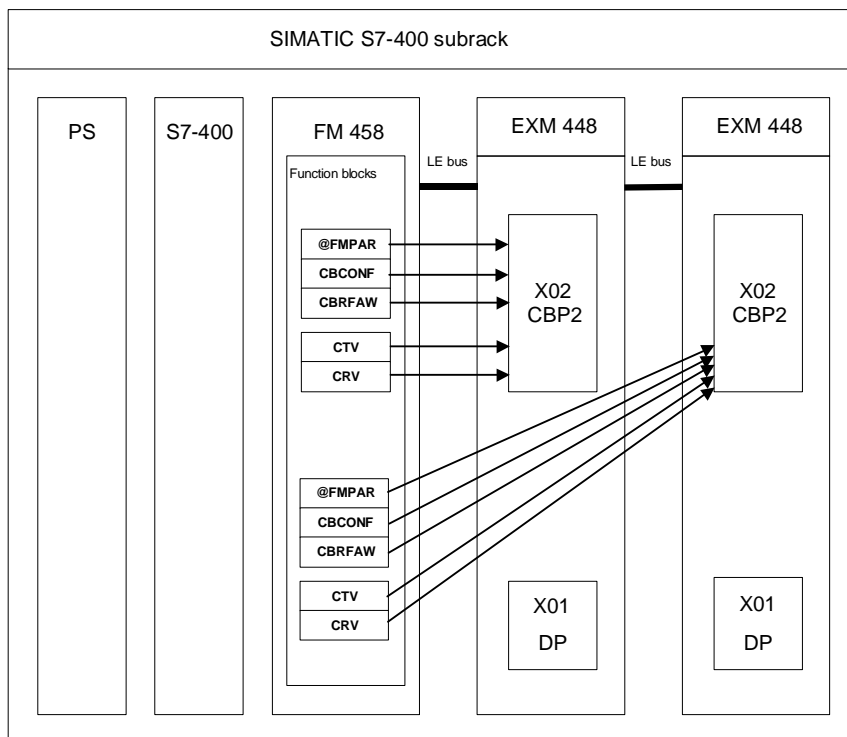 SIMATIC S7-400 subrack
PS
S7-400
FM 458
EXM 448
EXM 448
LE bus
LE bus
Function blocks
@FMPAR
CBCONF
CBRFAW
CTV
CRV
X02
CBP2
X02
CBP2
@FMPAR
CBCONF
CBRFAW
CTV
CRV
X01
DP
X01
DP